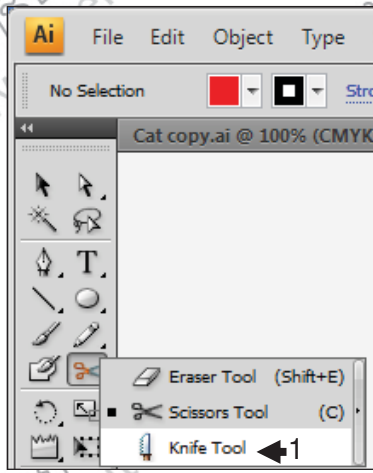 Ai File Edit Object Type
No Selection Stro
Cat copy.ai @ 100% (CMYK
T
Eraser Tool (Shift+E)
Scissors Tool (C)
Knife Tool 1